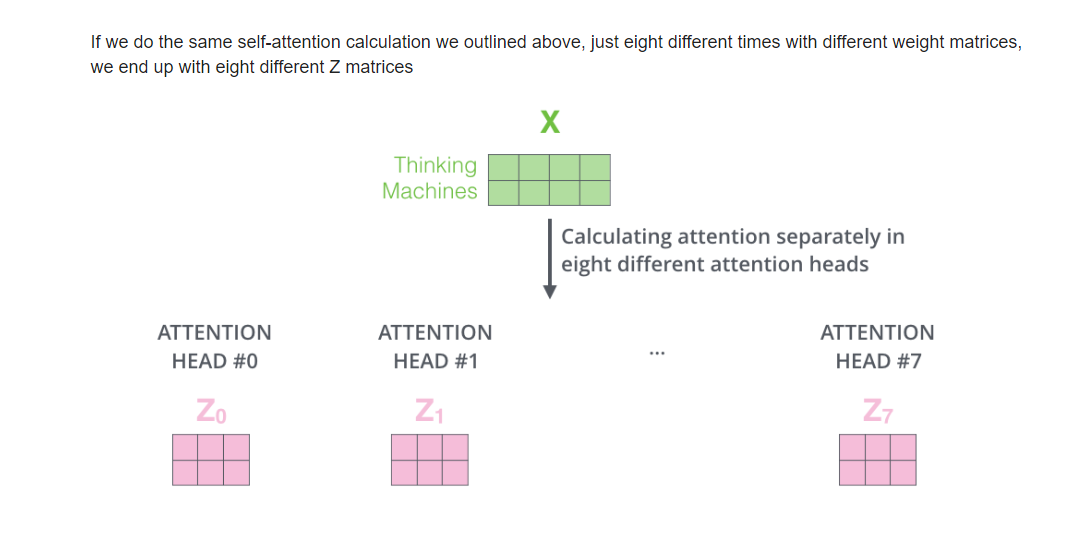 If we do the same self-attention calculation we outlined above, just eight different times with different weight matrices,
we end up with eight different Z matrices
X
Thinking
Machines
Calculating attention separately in
eight different attention heads
ATTENTION
HEAD #0
Z0
ATTENTION
HEAD #1
Z1
...
ATTENTION
HEAD #7
Z7